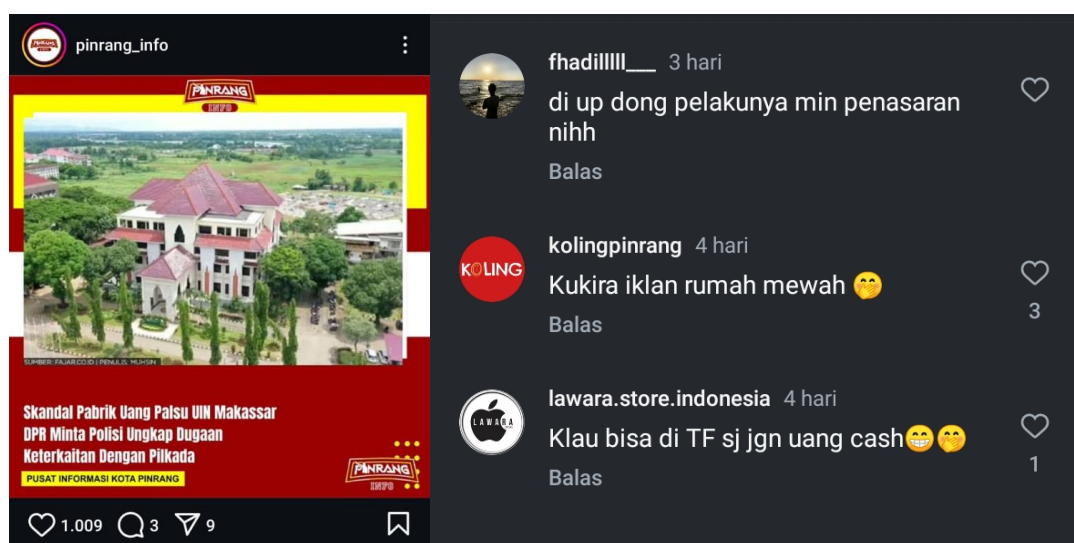 pinrang_info
PINRANG
INFO
SUMBER: FAJAR.CO.ID | PENULIS: MUHSIN
Skandal Pabrik Uang Palsu UIN Makassar
DPR Minta Polisi Ungkap Dugaan
Keterkaitan Dengan Pilkada
PUSAT INFORMASI KOTA PINRANG
PINRANG
INFO
1.009 3 9
fhadilllll___ 3 hari
di up dong pelakunya min penasaran
nihh
Balas
KOLING
kolingpinrang 4 hari
Kukira iklan rumah mewah 🤭
3
Balas
LAWARA
lawara.store.indonesia 4 hari
Klau bisa di TF sj jgn uang cash😁🤭
1
Balas